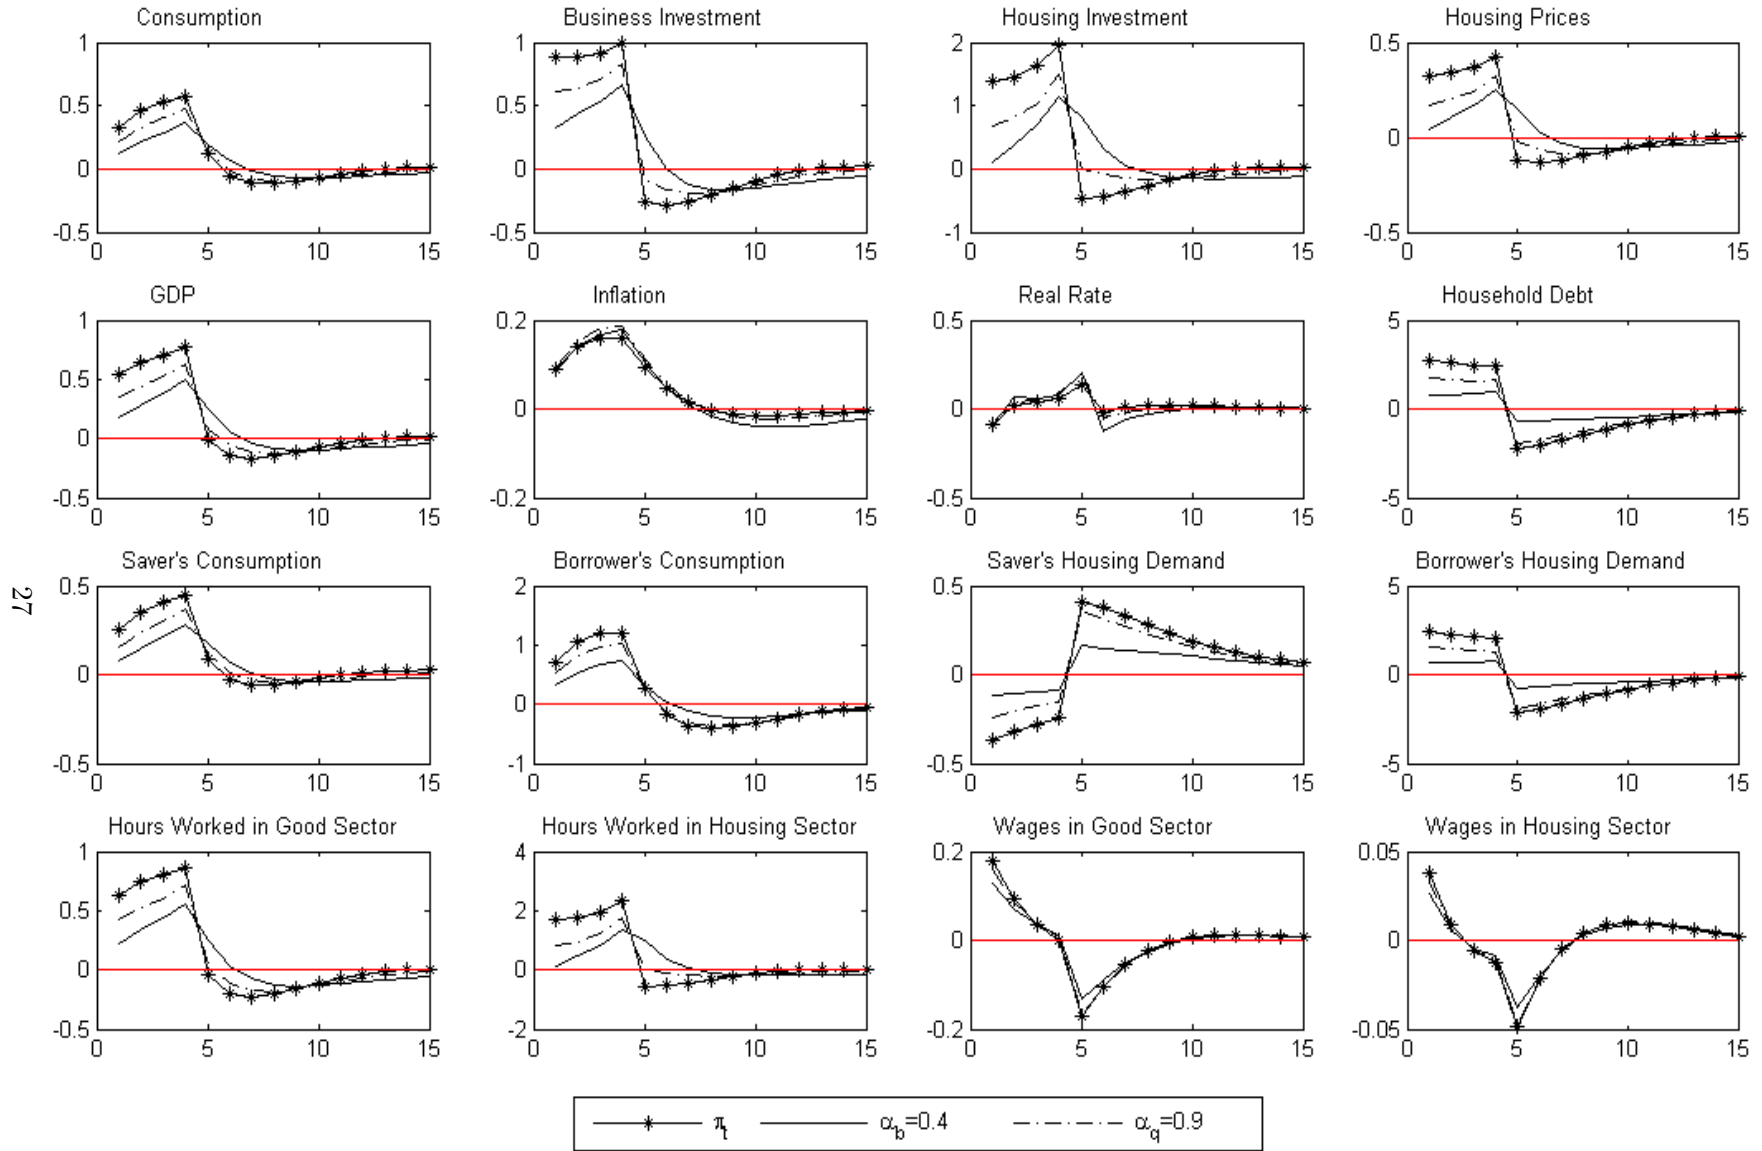 Consumption
Business Investment
Housing Investment
Housing Prices
1
0.5
0
-0.5
0 5 10 15
1
0.5
0
-0.5
0 5 10 15
2
1
0
-1
0 5 10 15
0.5
0
-0.5
0 5 10 15
GDP
Inflation
Real Rate
Household Debt
1
0.5
0
-0.5
0 5 10 15
0.2
0
-0.2
0 5 10 15
0.5
0
-0.5
0 5 10 15
5
0
-5
0 5 10 15
Saver's Consumption
Borrower's Consumption
Saver's Housing Demand
Borrower's Housing Demand
0.5
0
-0.5
0 5 10 15
2
1
0
-1
0 5 10 15
0.5
0
-0.5
0 5 10 15
5
0
-5
0 5 10 15
27
Hours Worked in Good Sector
Hours Worked in Housing Sector
Wages in Good Sector
Wages in Housing Sector
1
0.5
0
-0.5
0 5 10 15
4
2
0
-2
0 5 10 15
0.2
0
-0.2
0 5 10 15
0.05
0
-0.05
0 5 10 15
π_t α_b=0.4 α_q=0.9